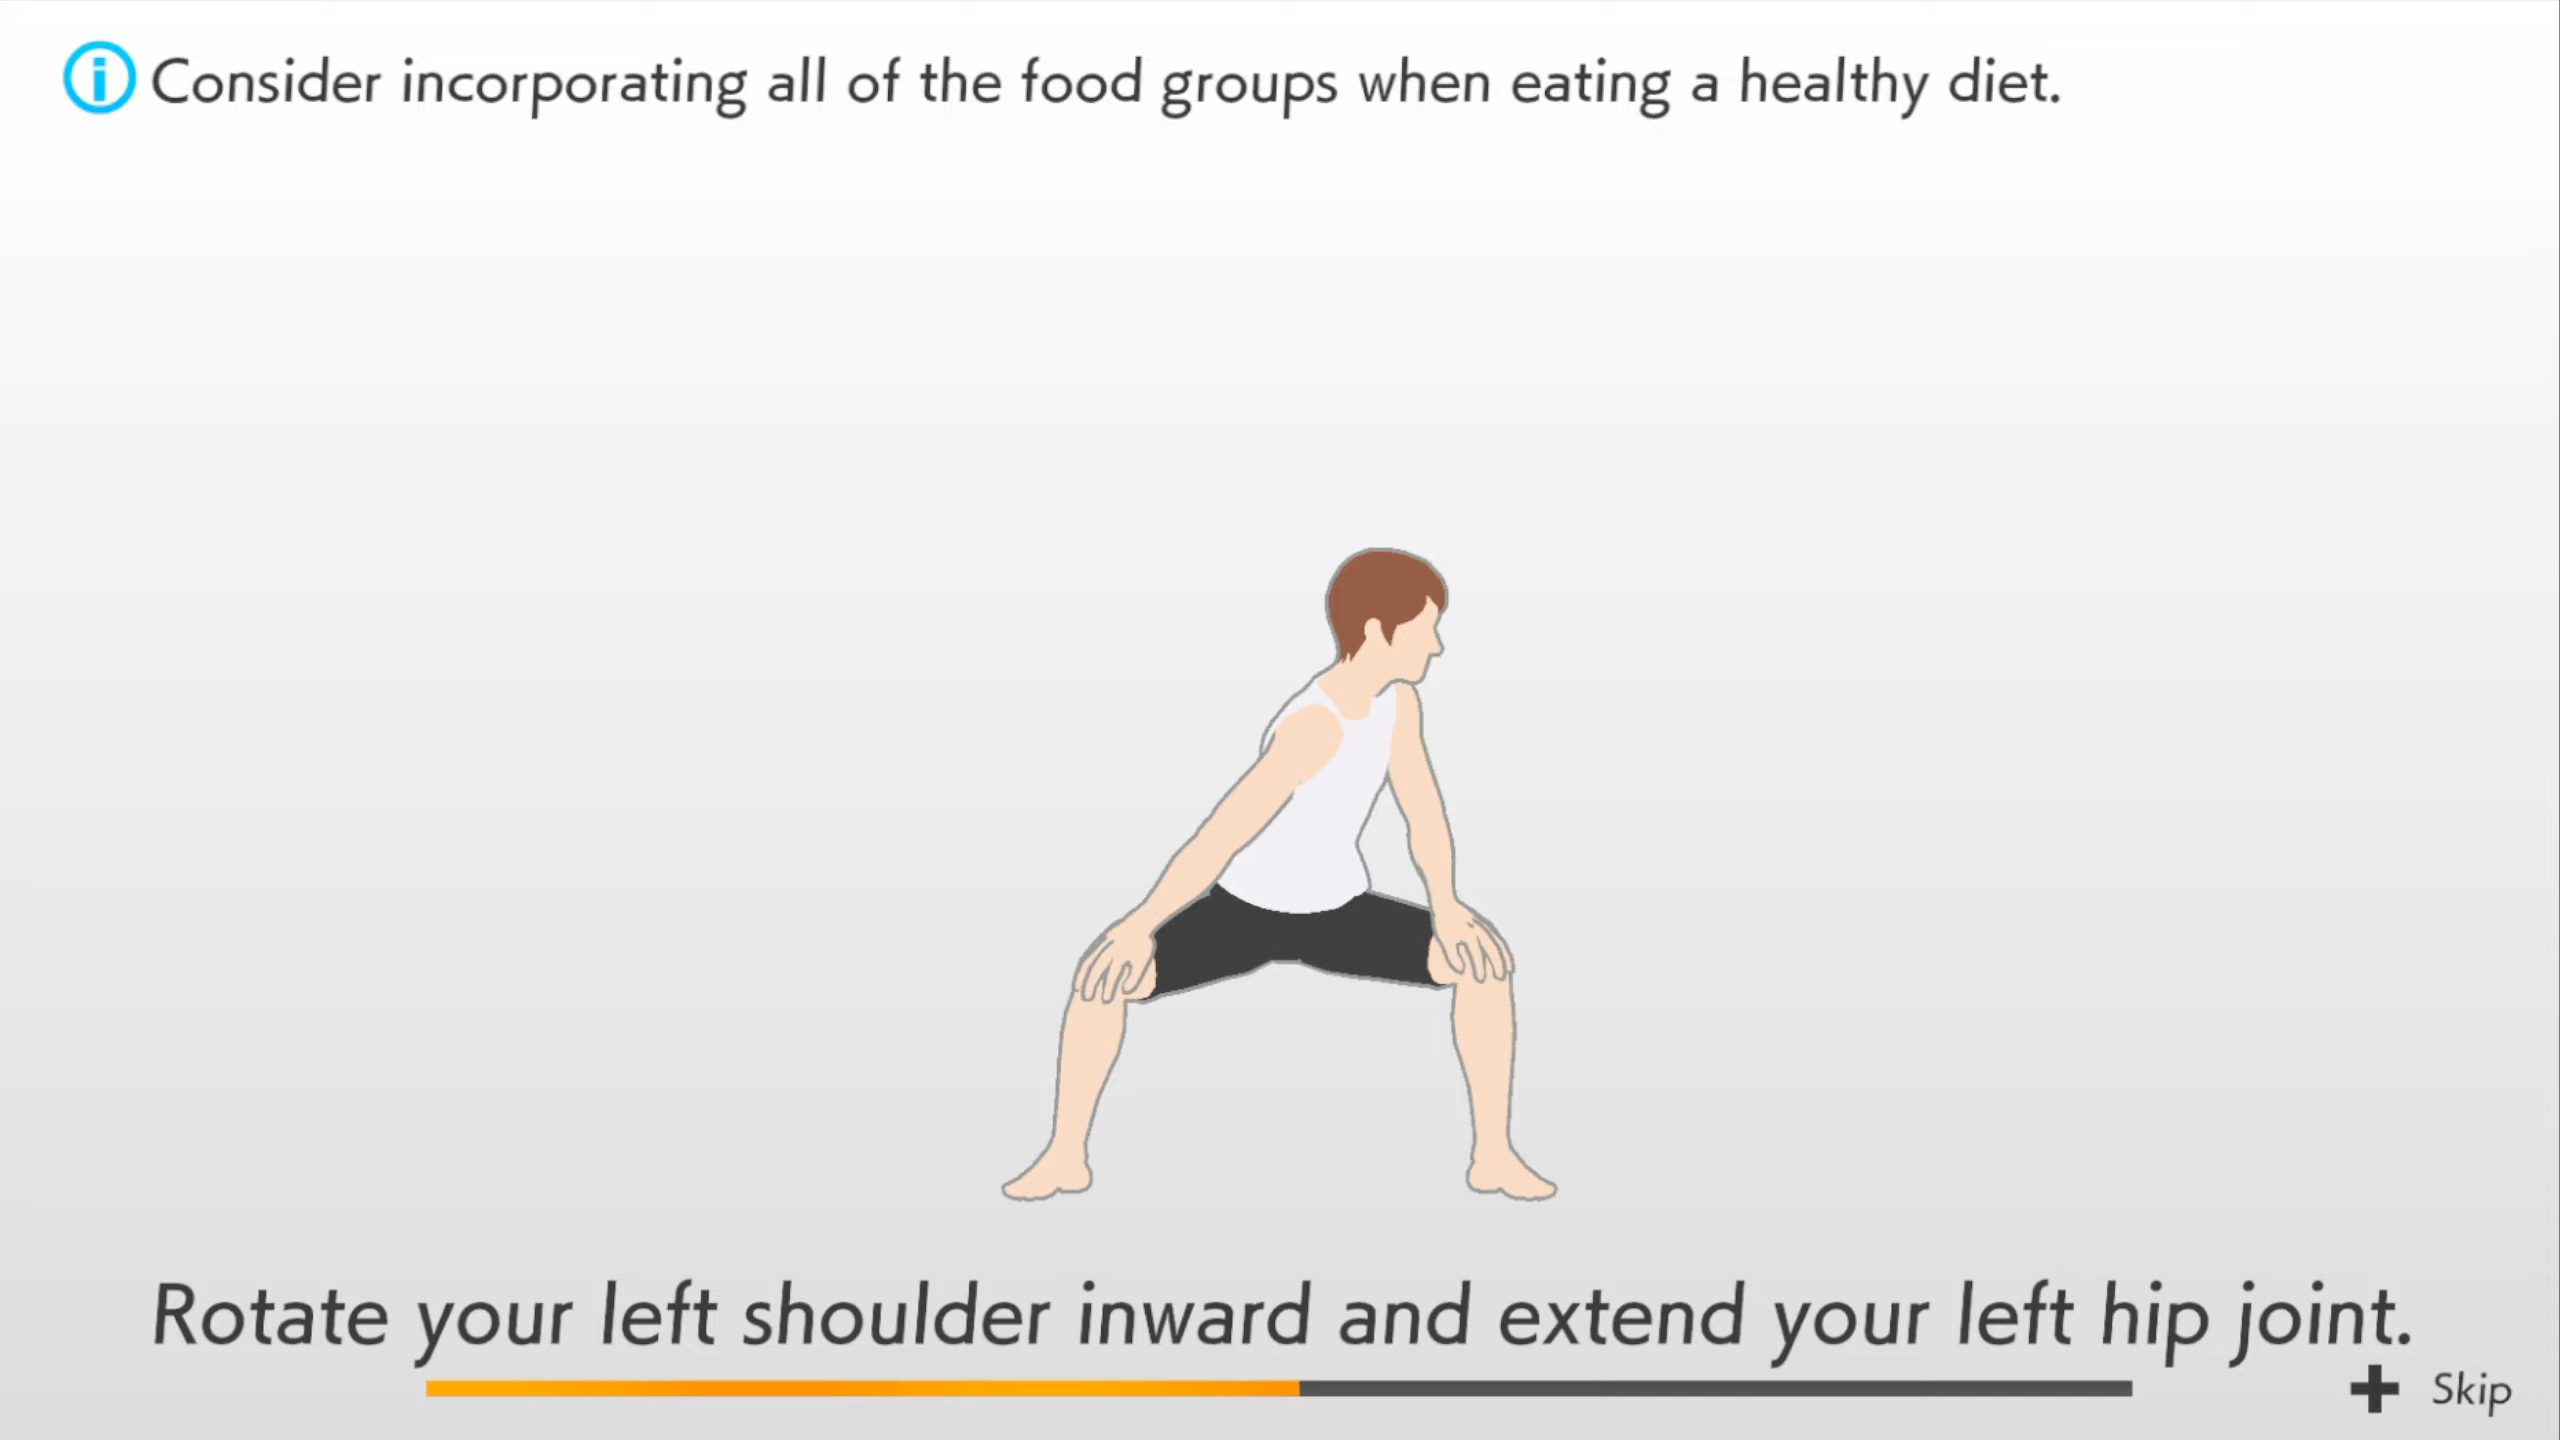 Consider incorporating all of the food groups when eating a healthy diet.
Rotate your left shoulder inward and extend your left hip joint.
Skip